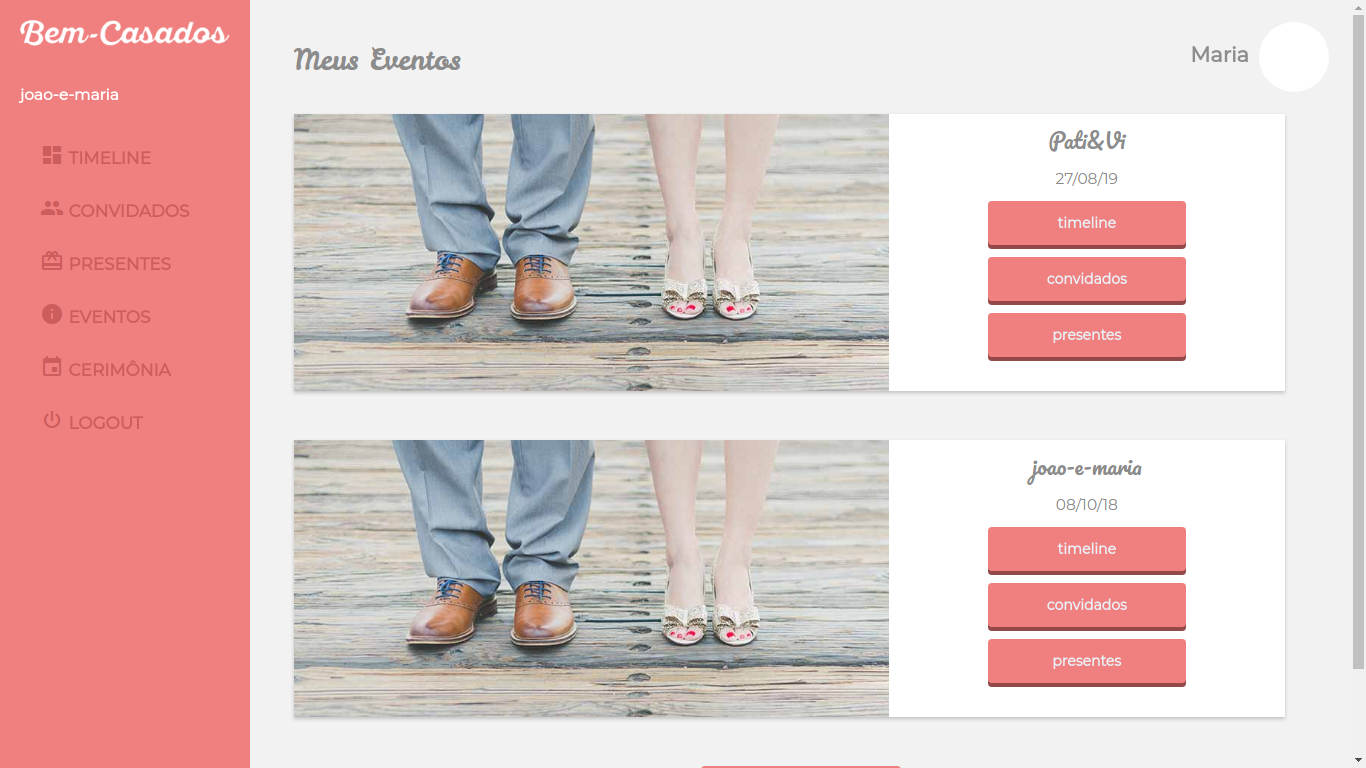 Bem-Casados
joao-e-maria
TIMELINE
CONVIDADOS
PRESENTES
EVENTOS
CERIMÔNIA
LOGOUT
Meus Eventos
Maria
Pati&Vi
27/08/19
timeline
convidados
presentes
joao-e-maria
08/10/18
timeline
convidados
presentes